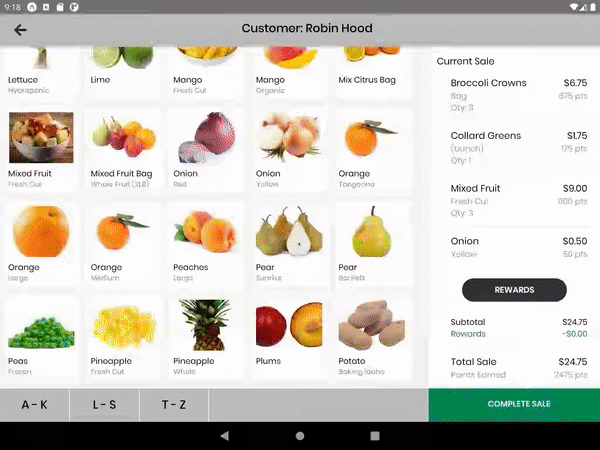 9:18
Customer: Robin Hood
Lettuce
Hydroponic
Lime
Mango
Fresh Cut
Mango
Organic
Mix Citrus Bag
Mixed Fruit
Fresh Cut
Mixed Fruit Bag
Whole Fruit (2LB)
Onion
Red
Onion
Yellow
Orange
Tangerine
Orange
Large
Orange
Medium
Peaches
Large
Pear
Pear
Bartlett
Peas
Frozen
Pineapple
Fresh Cut
Pineapple
Whole
Plums
Potato
Baking Idaho
A - K
L - S
T - Z
Current Sale
Broccoli Crowns $6.75
Bag 675 pts
Qty: 3
Collard Greens $1.75
(bunch) 175 pts
Qty: 1
Mixed Fruit $9.00
Fresh Cut 900 pts
Qty: 3
Onion $0.50
Yellow 50 pts
REWARDS
Subtotal $24.75
Rewards -$0.00
Total Sale $24.75
Points Earned 2475 pts
COMPLETE SALE